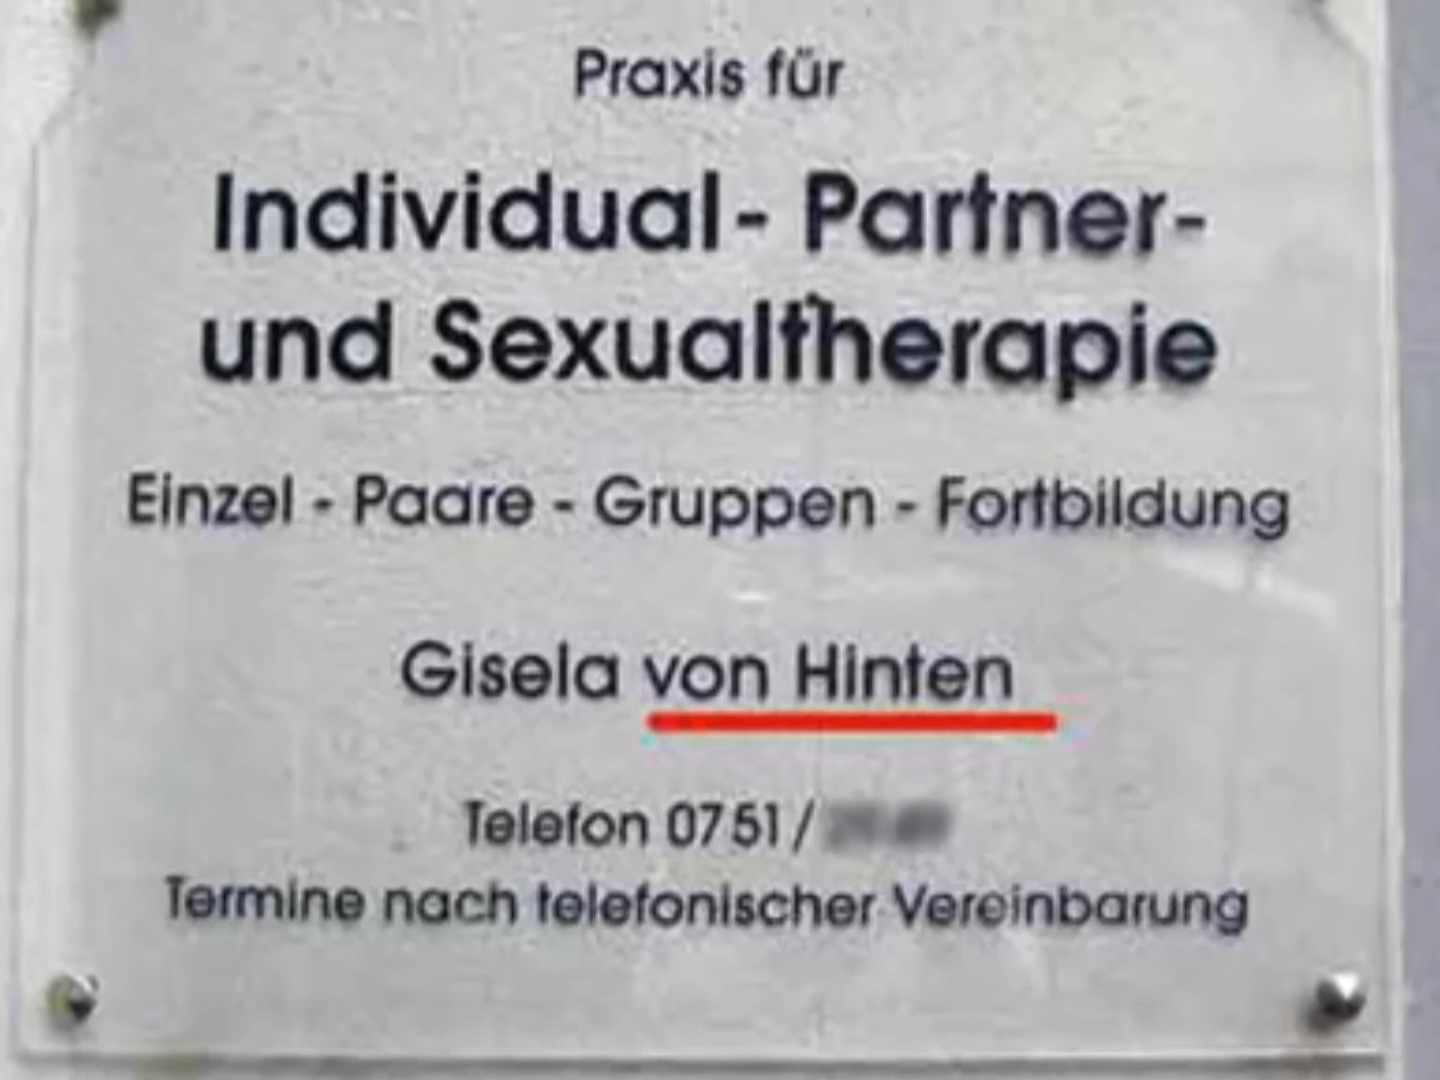 Praxis für
Individual- Partner-
und Sexualtherapie
Einzel - Paare - Gruppen - Fortbildung
Gisela von Hinten
Telefon 0751/
Termine nach telefonischer Vereinbarung